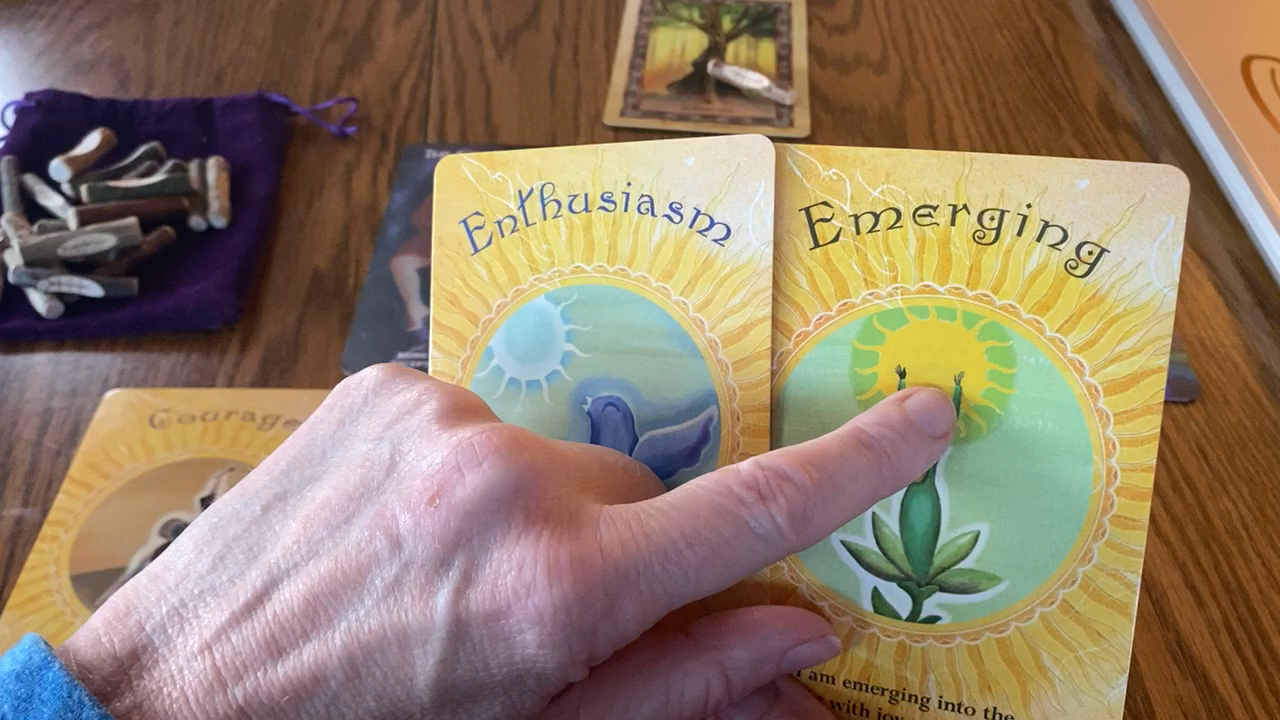 Enthusiasm
Emerging
Courage
am emerging into the
with joy